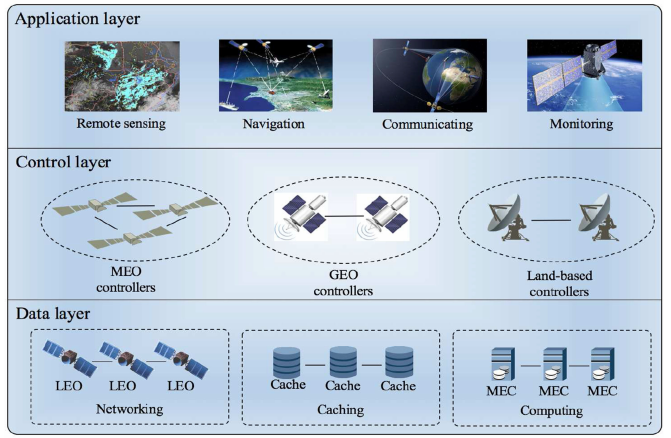 Application layer
Remote sensing
Navigation
Communicating
Monitoring
Control layer
MEO
controllers
GEO
controllers
Land-based
controllers
Data layer
LEO
LEO
LEO
Networking
Cache
Cache
Cache
Caching
MEC
MEC
MEC
Computing